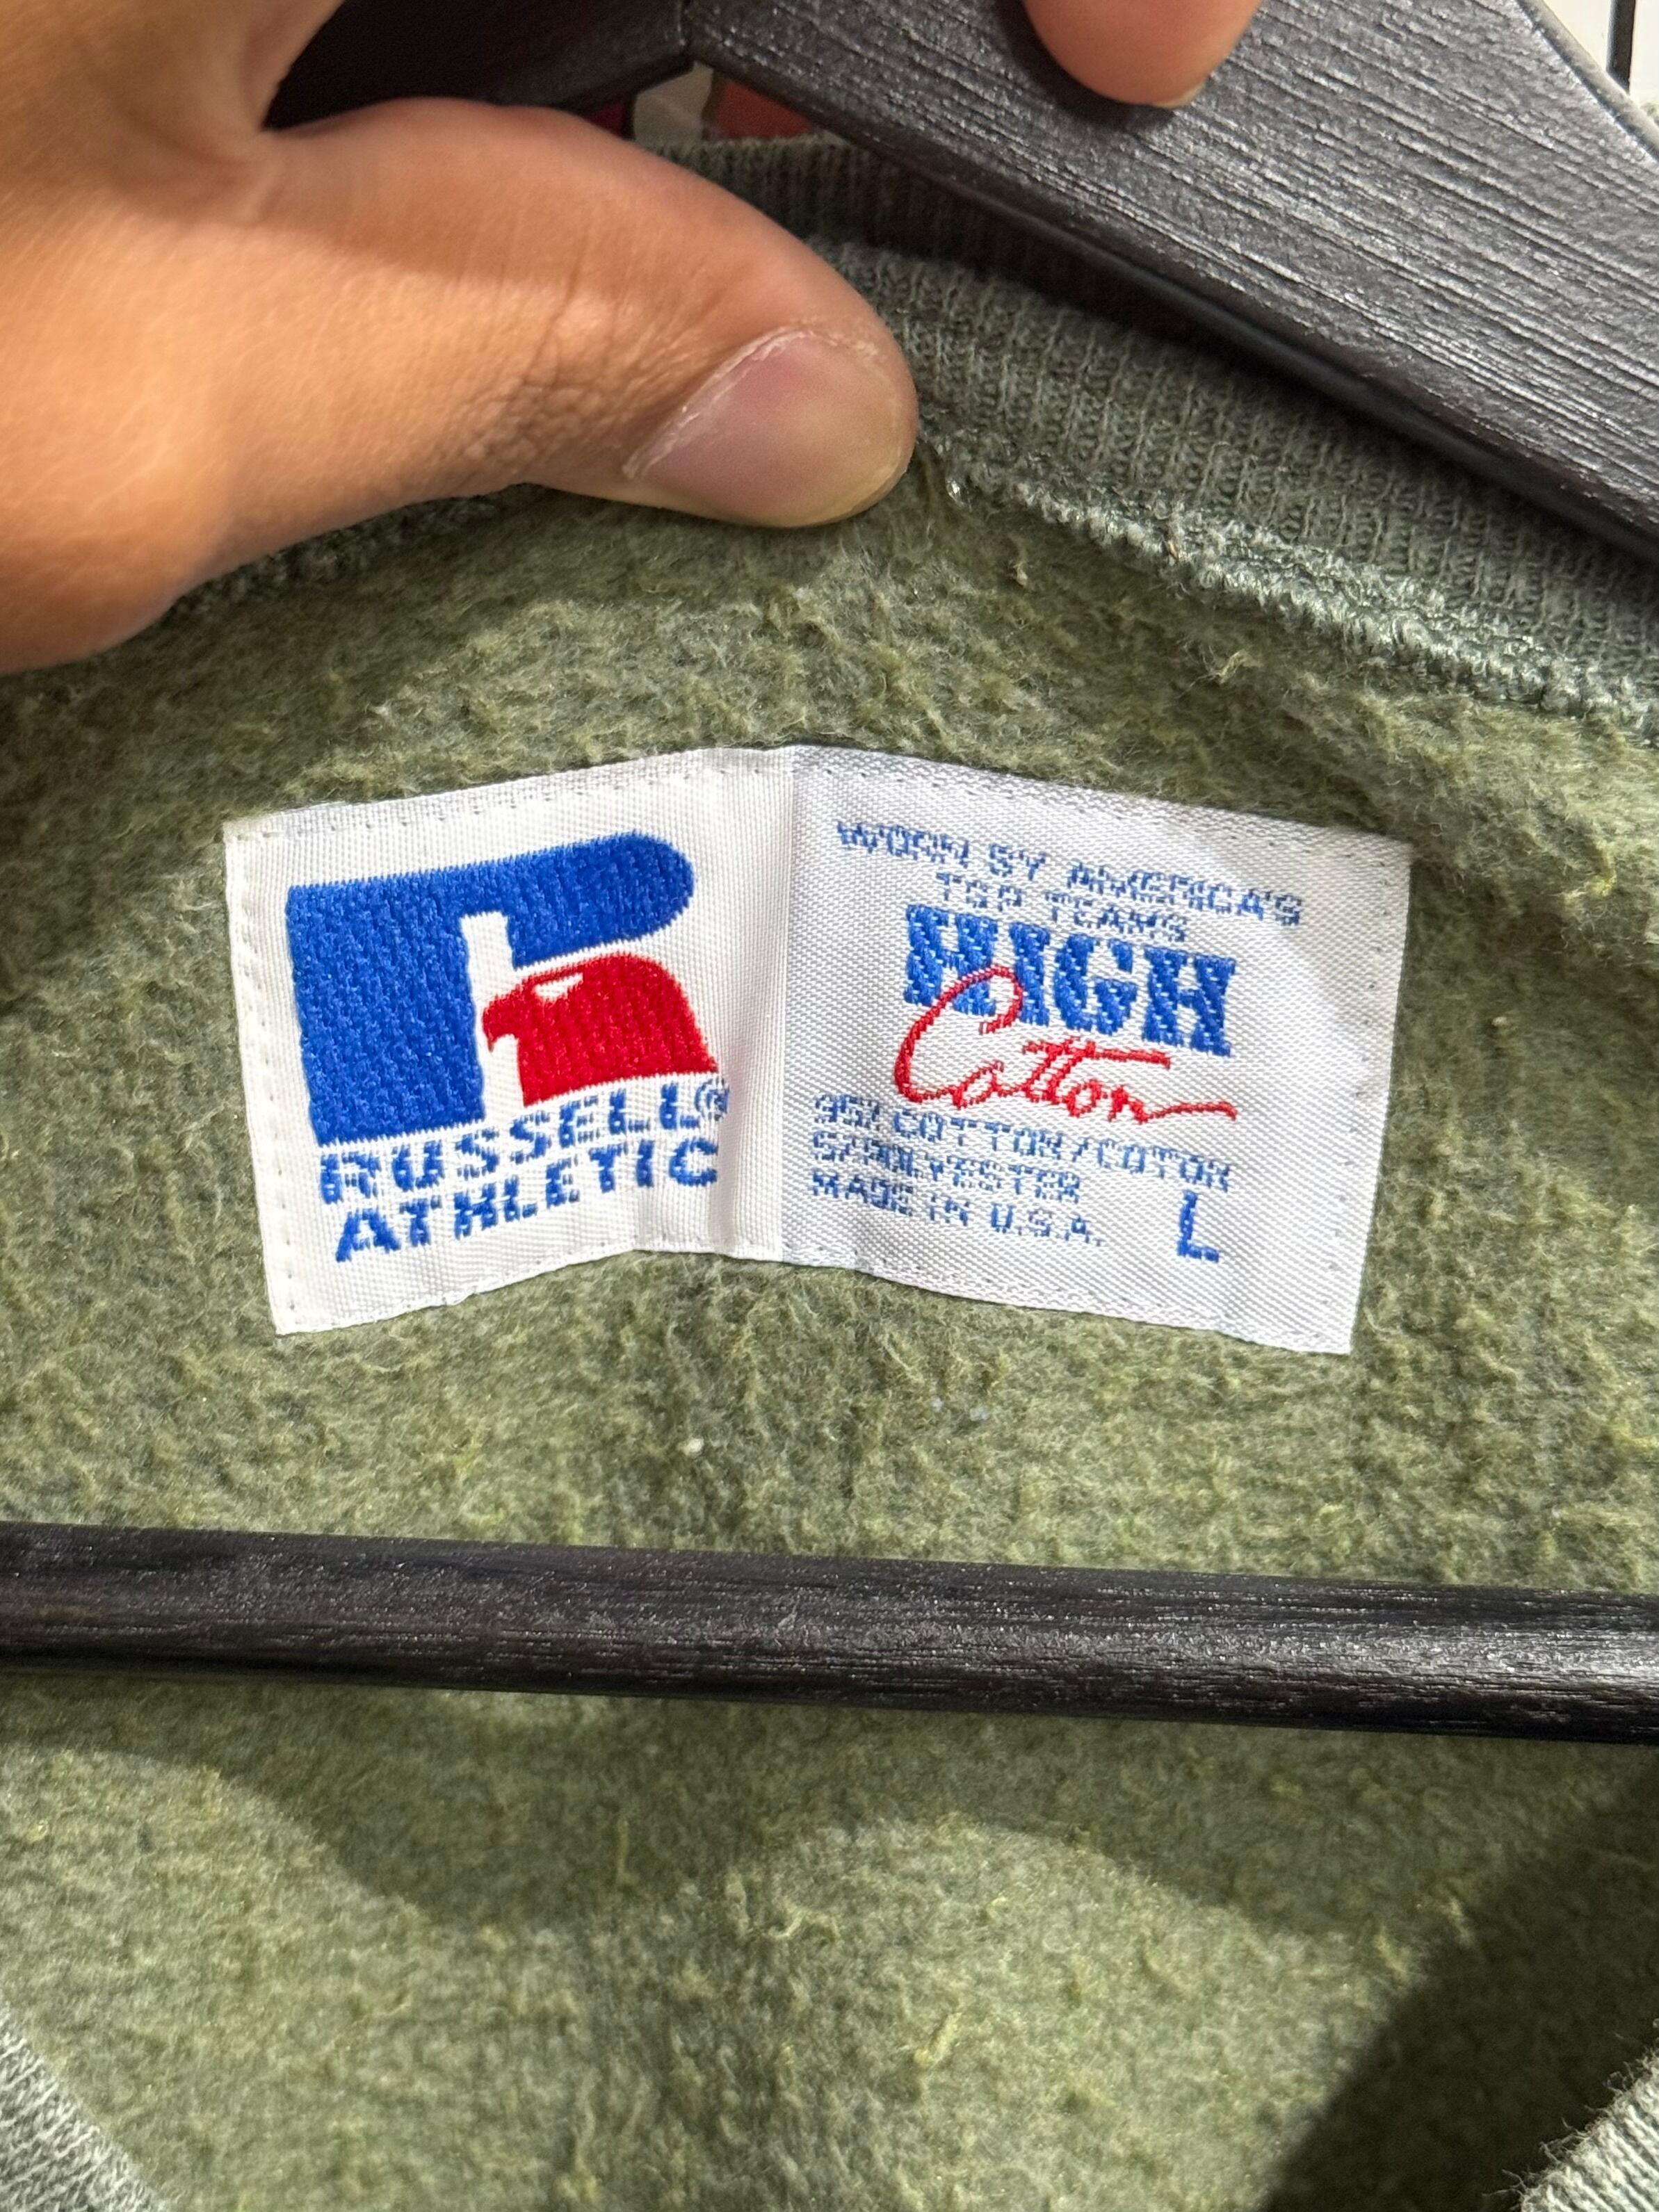 RUSSELL®
ATHLETIC
WORN BY AMERICA'S
TOP TEAMS
HIGH
Cotton
95% COTTON/COTON
5/POLYESTER
MADE IN U.S.A.
L